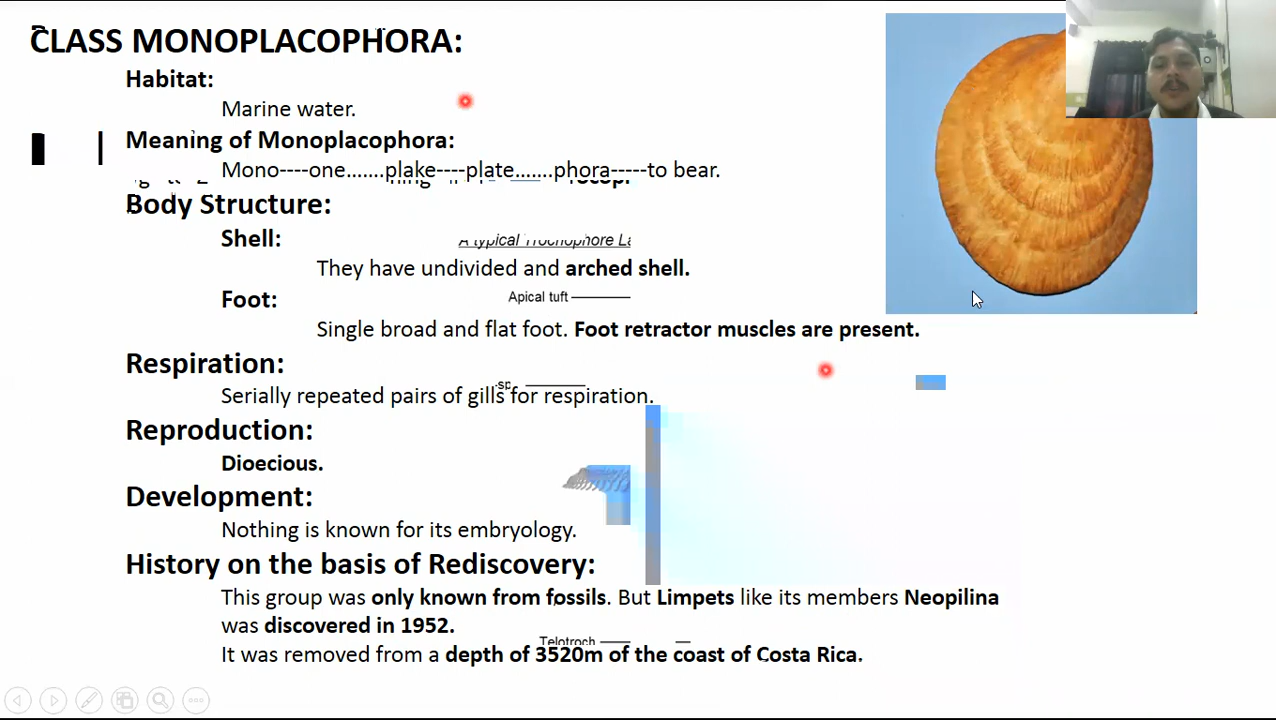 CLASS MONOPLACOPHORA:
Habitat:
Marine water.
Meaning of Monoplacophora:
Mono----one.......plake----plate.......phora-----to bear.
Body Structure:
Shell:
A typical Trochophore
They have undivided and arched shell.
Apical tuft
Foot:
Single broad and flat foot. Foot retractor muscles are present.
Respiration:
Serially repeated pairs of gills for respiration.
Reproduction:
Dioecious.
Development:
Nothing is known for its embryology.
History on the basis of Rediscovery:
This group was only known from fossils. But Limpets like its members Neopilina
was discovered in 1952.
Telotroch
It was removed from a depth of 3520m of the coast of Costa Rica.